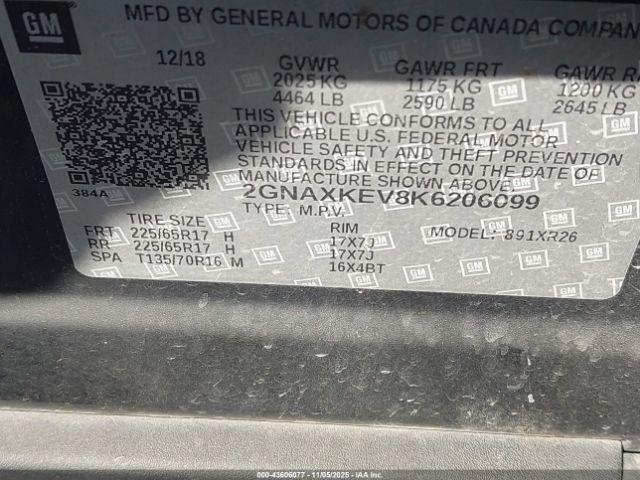 GM
MFD BY GENERAL MOTORS OF CANADA COMPAN
12/18 GVWR GAWR FRT GAWR R
2025 KG 1175 KG 1200 KG
4464 LB 2590 LB 2645 LB
THIS VEHICLE CONFORMS TO ALL
APPLICABLE U.S. FEDERAL MOTOR
VEHICLE SAFETY AND THEFT PREVENTION
STANDARDS IN EFFECT ON THE DATE OF
MANUFACTURE SHOWN ABOVE.
384A 2GNAXKEV8K6206099
TYPE: M.P.V.
TIRE SIZE RIM MODEL: 891XR26
FRT 225/65R17 H 17X7J
RR 225/65R17 H 17X7J
SPA T135/70R16 M 16X4BT
© IAA 43606077 - 11/05/2025 - iaai.com